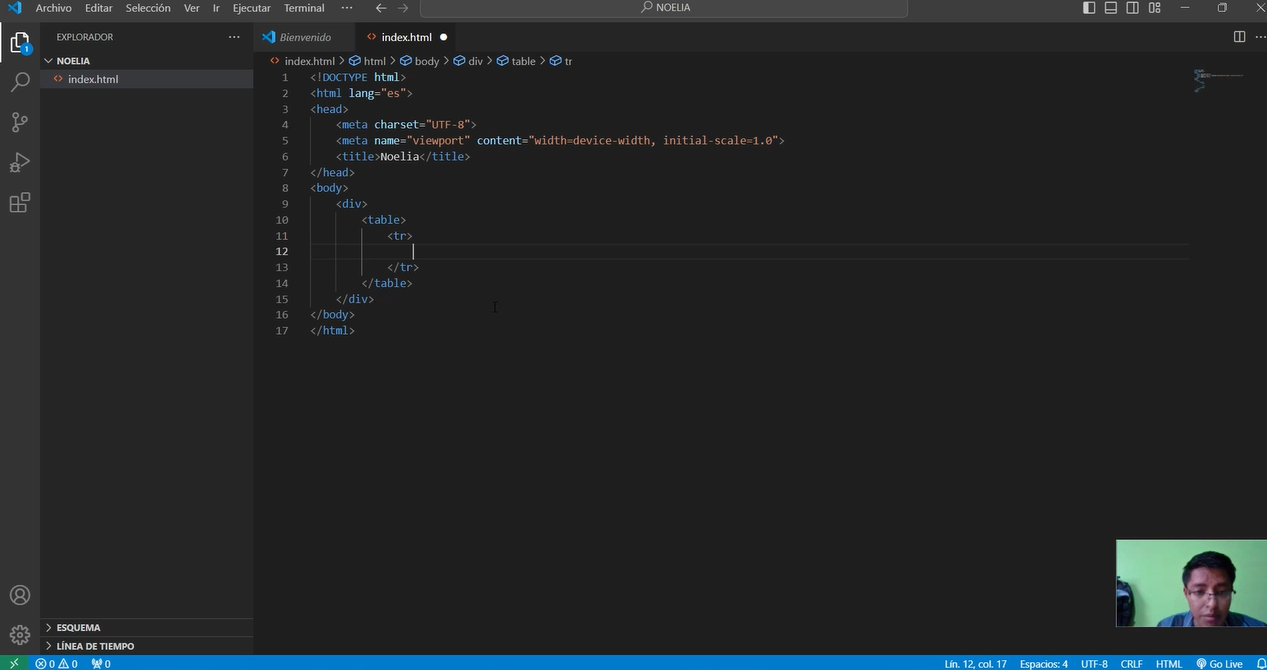 Archivo Editar Selección Ver Ir Ejecutar Terminal ··· NOELIA
EXPLORADOR ···
Bienvenido
index.html
NOELIA
index.html
1
index.html > html > body > div > table > tr
1 <!DOCTYPE html>
2 <html lang="es">
3 <head>
4 <meta charset="UTF-8">
5 <meta name="viewport" content="width=device-width, initial-scale=1.0">
6 <title>Noelia</title>
7 </head>
8 <body>
9 <div>
10 <table>
11 <tr>
12
13 </tr>
14 </table>
15 </div>
16 </body>
17 </html>
ESQUEMA
LÍNEA DE TIEMPO
0 0 0 Lín. 12, col. 17 Espacios: 4 UTF-8 CRLF HTML Go Live